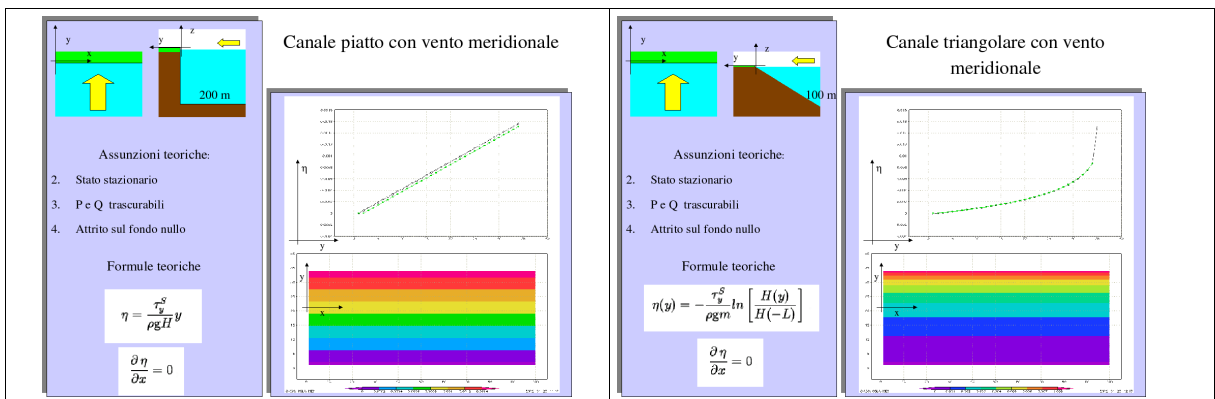 Canale piatto con vento meridionale
y
x
z
y
200 m
Assunzioni teoriche:
2. Stato stazionario
3. P e Q trascurabili
4. Attrito sul fondo nullo
Formule teoriche
η = τ_y^S / ρgH y
∂η / ∂x = 0
η
y
y
x
Canale triangolare con vento
meridionale
y
x
z
y
100 m
Assunzioni teoriche:
2. Stato stazionario
3. P e Q trascurabili
4. Attrito sul fondo nullo
Formule teoriche
η(y) = − τ_y^S / ρgm ln [ H(y) / H(−L) ]
∂η / ∂x = 0
η
y
y
x